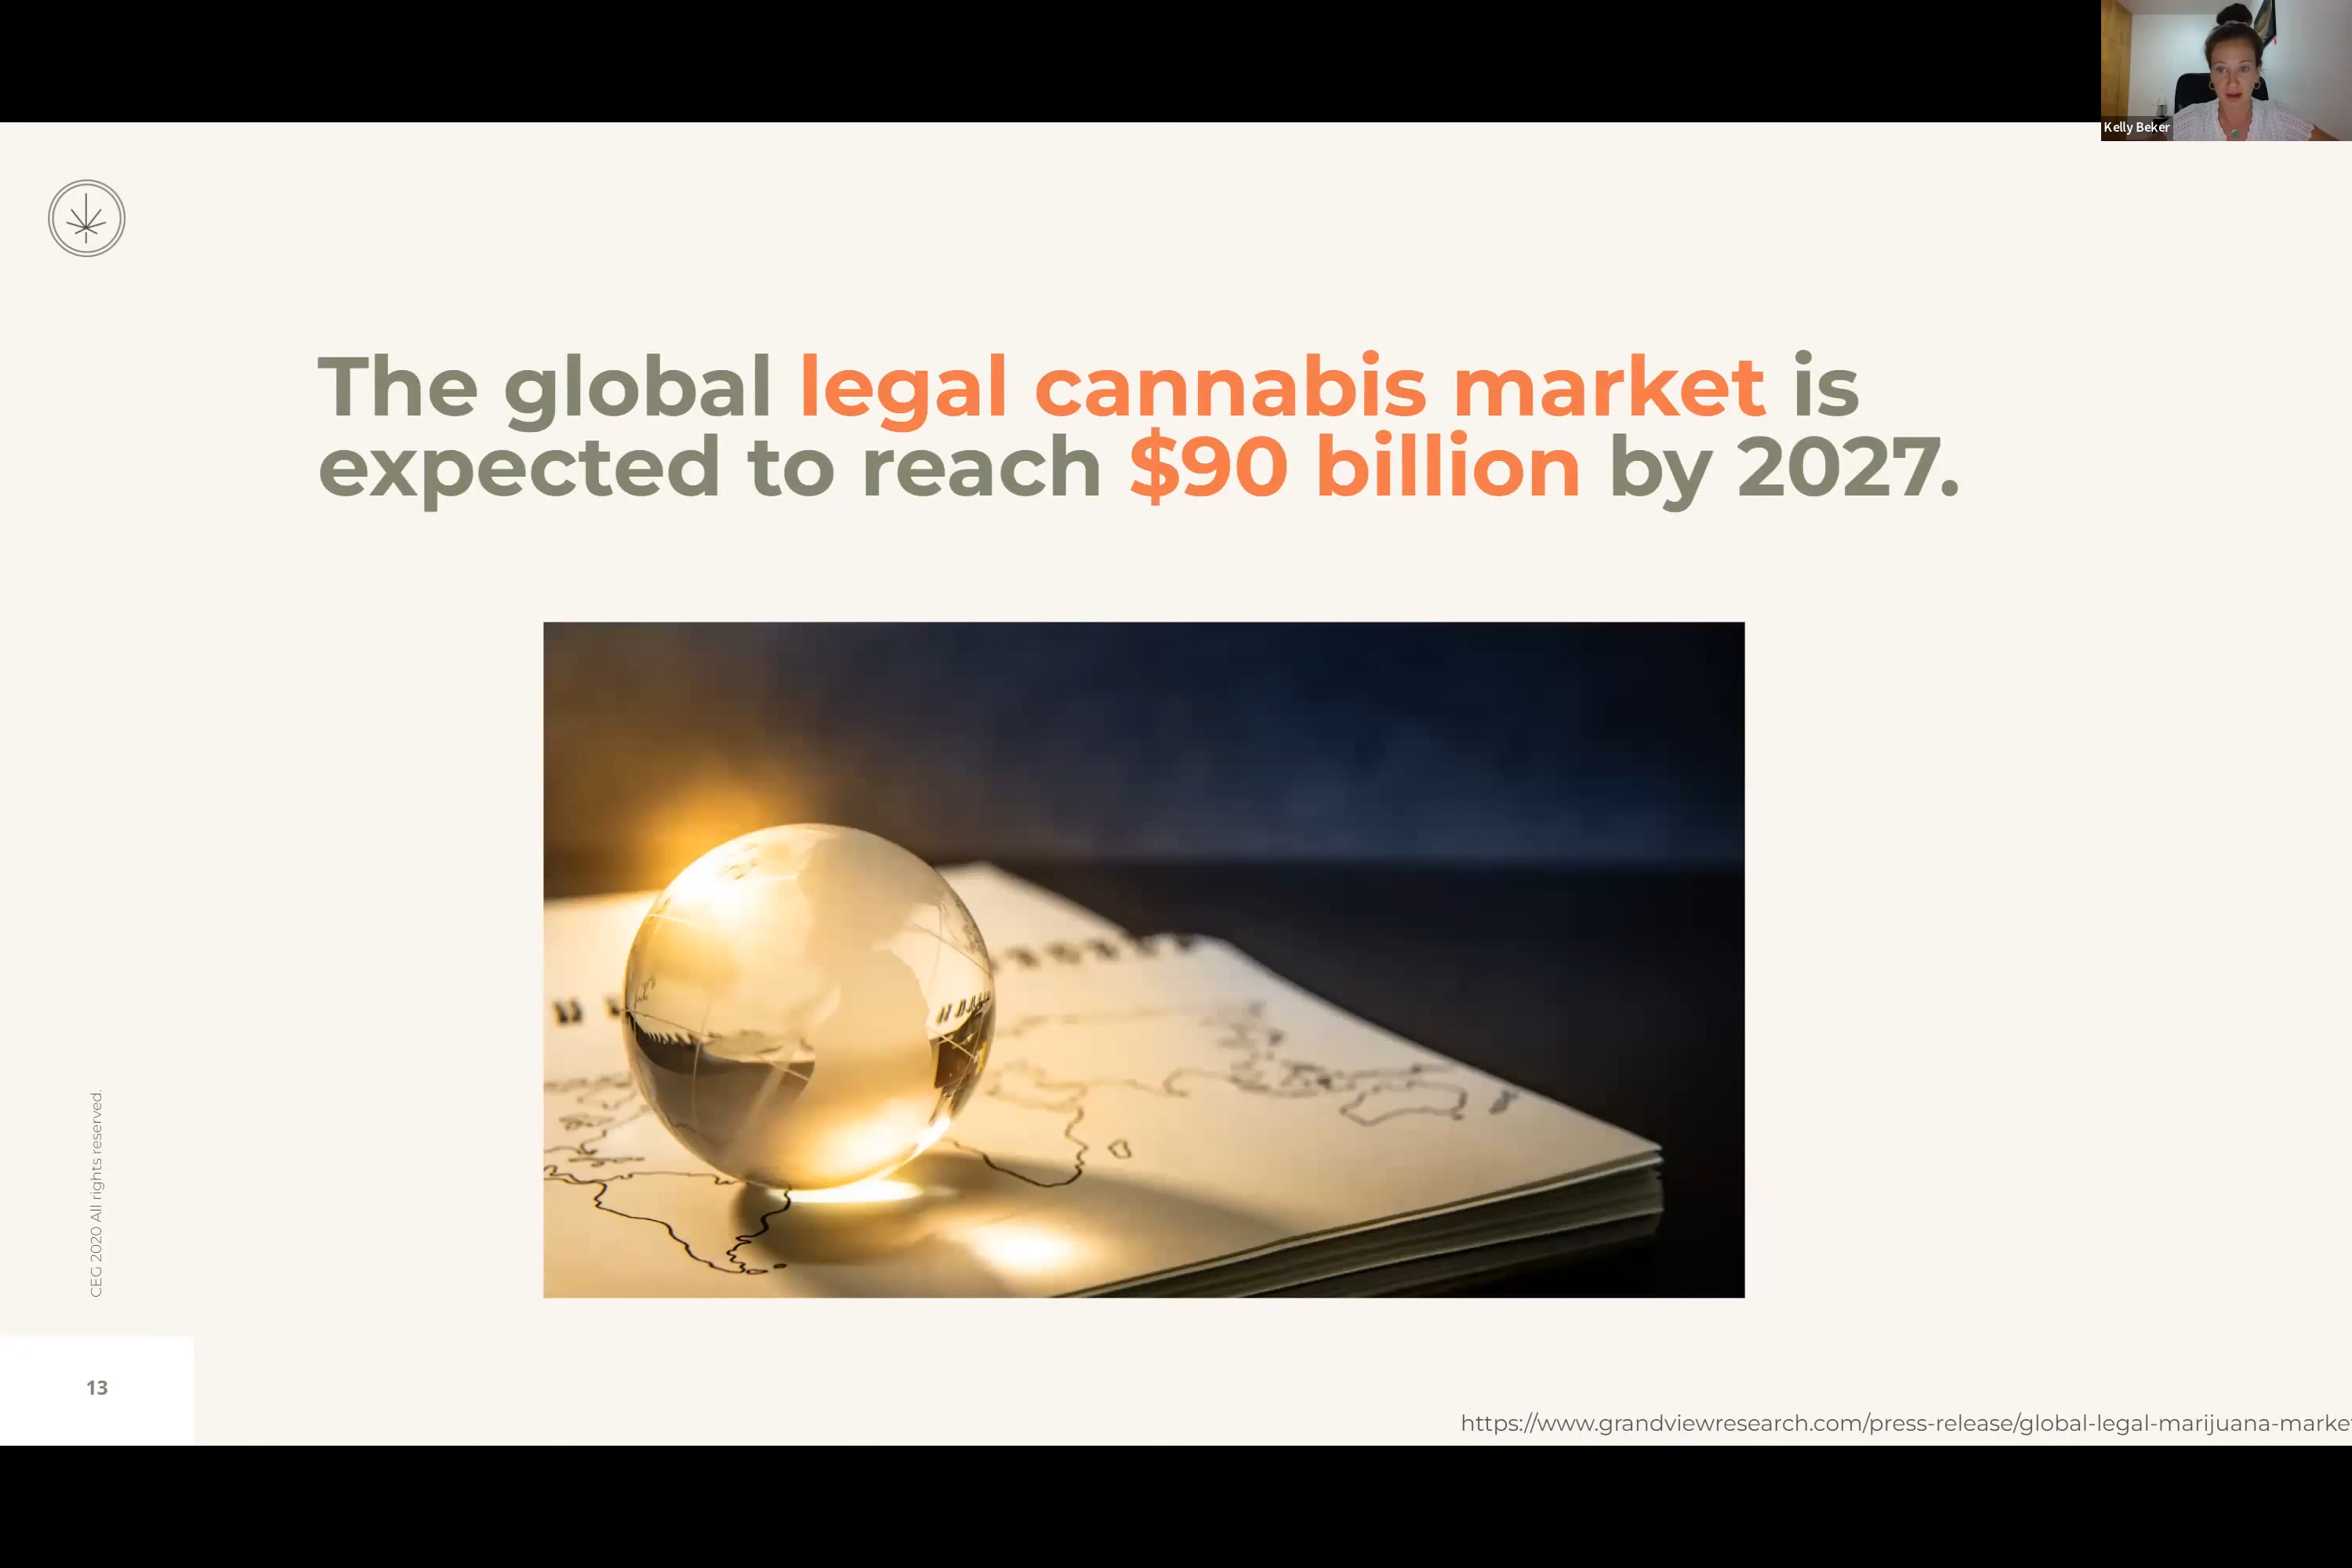 Kelly Beker
The global legal cannabis market is
expected to reach $90 billion by 2027.
CEG 2020 All rights reserved.
13
https://www.grandviewresearch.com/press-release/global-legal-marijuana-marke